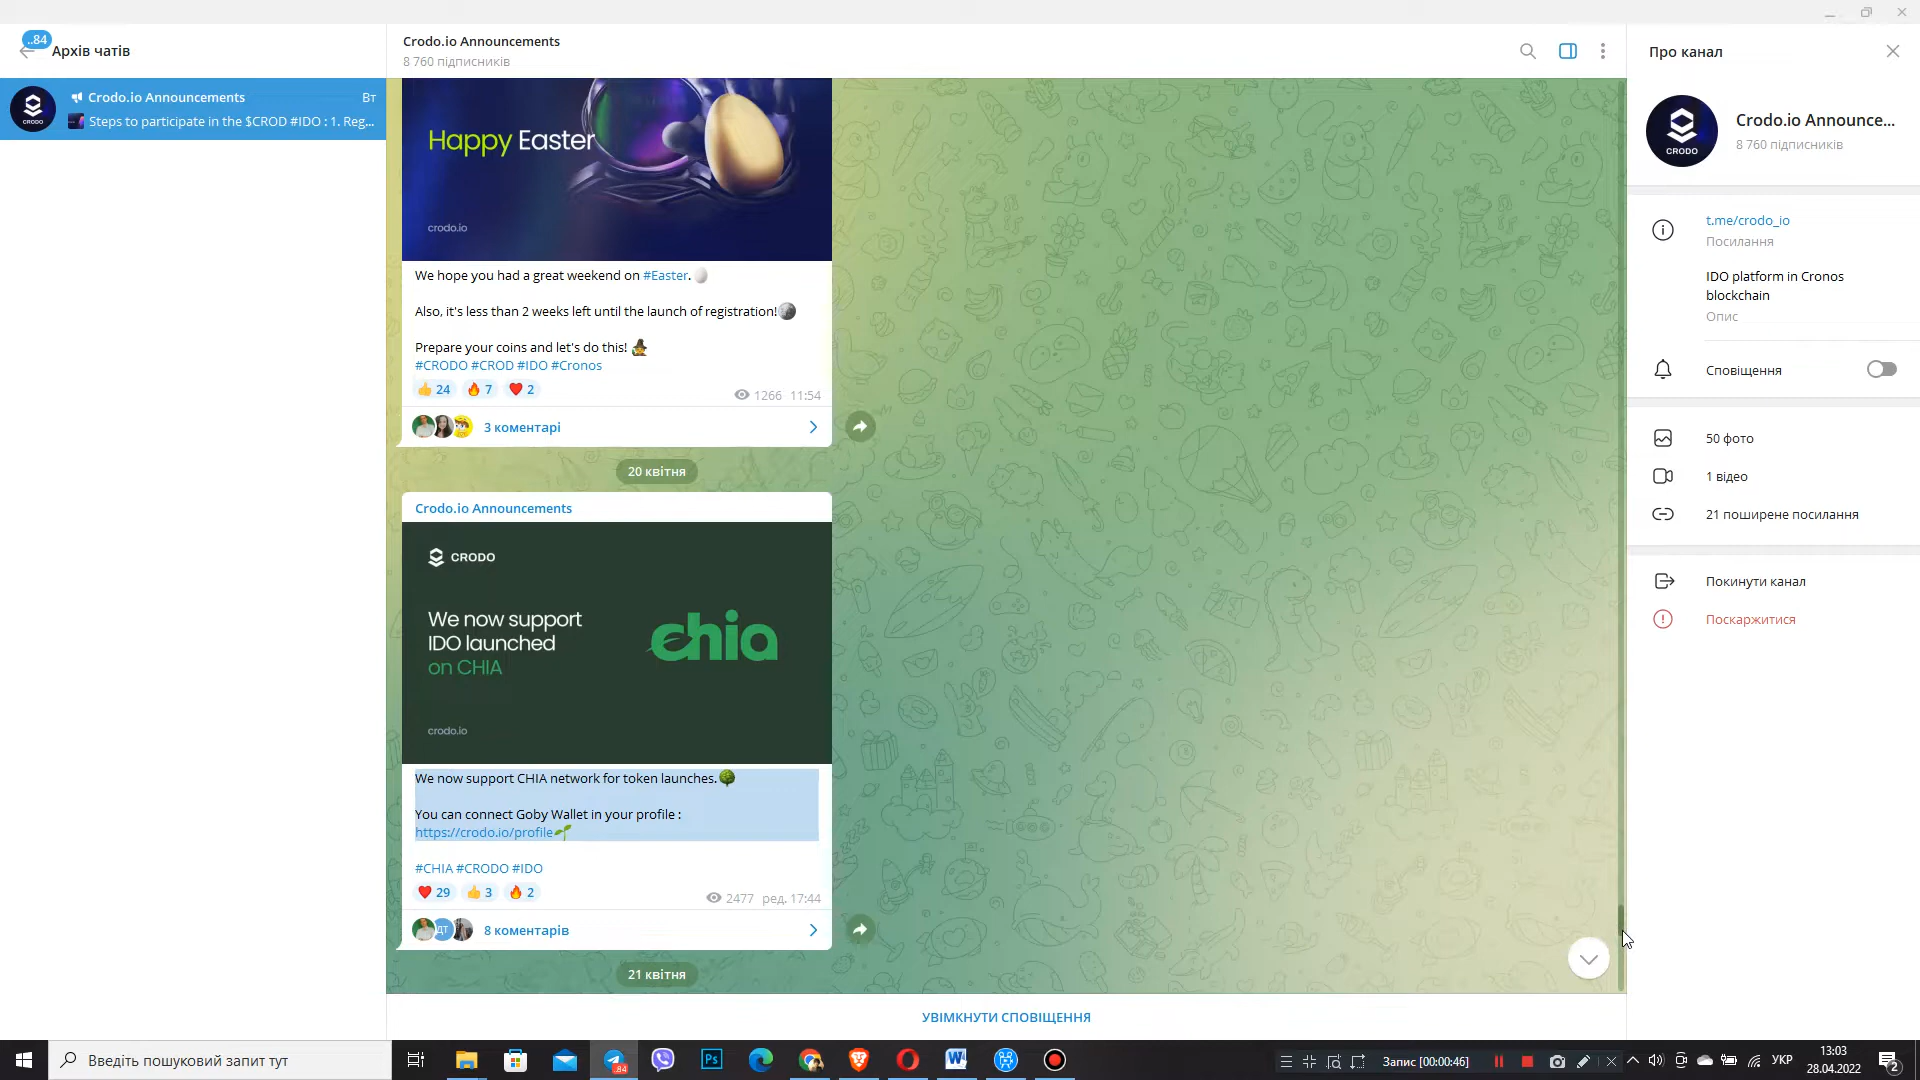 ..84
Архів чатів
CRODO
Crodo.io Announcements
Вт
Steps to participate in the $CROD #IDO : 1. Reg...
Crodo.io Announcements
8 760 підписників
Happy Easter
crodo.io
We hope you had a great weekend on #Easter.🥚
Also, it's less than 2 weeks left until the launch of registration!🌕
Prepare your coins and let's do this! 🧙
#CRODO #CROD #IDO #Cronos
👍 24 🔥 7 ❤️ 2
1266 11:54
3 коментарі
20 квітня
Crodo.io Announcements
CRODO
We now support
IDO launched
on CHIA
chia
crodo.io
We now support CHIA network for token launches.🌳
You can connect Goby Wallet in your profile :
https://crodo.io/profile🌱
#CHIA #CRODO #IDO
❤️ 29 👍 3 🔥 2
2477 ред. 17:44
ДТ
8 коментарів
21 квітня
УВІМКНУТИ СПОВІЩЕННЯ
Про канал
CRODO
Crodo.io Announce...
8 760 підписників
t.me/crodo_io
Посилання
IDO platform in Cronos
blockchain
Опис
Сповіщення
50 фото
1 відео
21 поширене посилання
Покинути канал
Поскаржитися
Введіть пошуковий запит тут
84
Ps
W
Запис [00:00:46]
УКР
13:03
28.04.2022
2